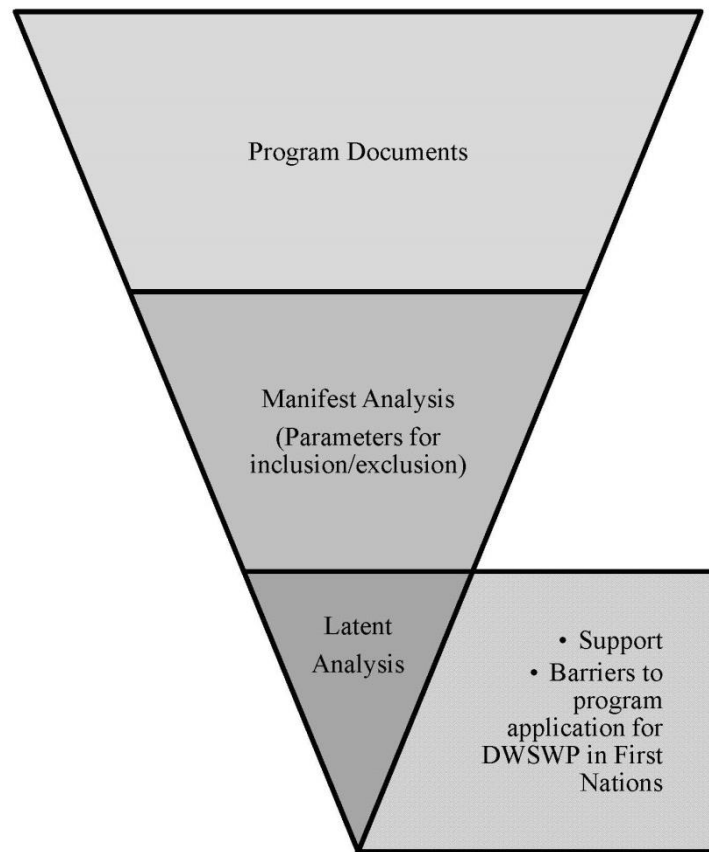 Program Documents
Manifest Analysis
(Parameters for
inclusion/exclusion)
Latent
Analysis
• Support
• Barriers to
program
application for
DWSWP in First
Nations